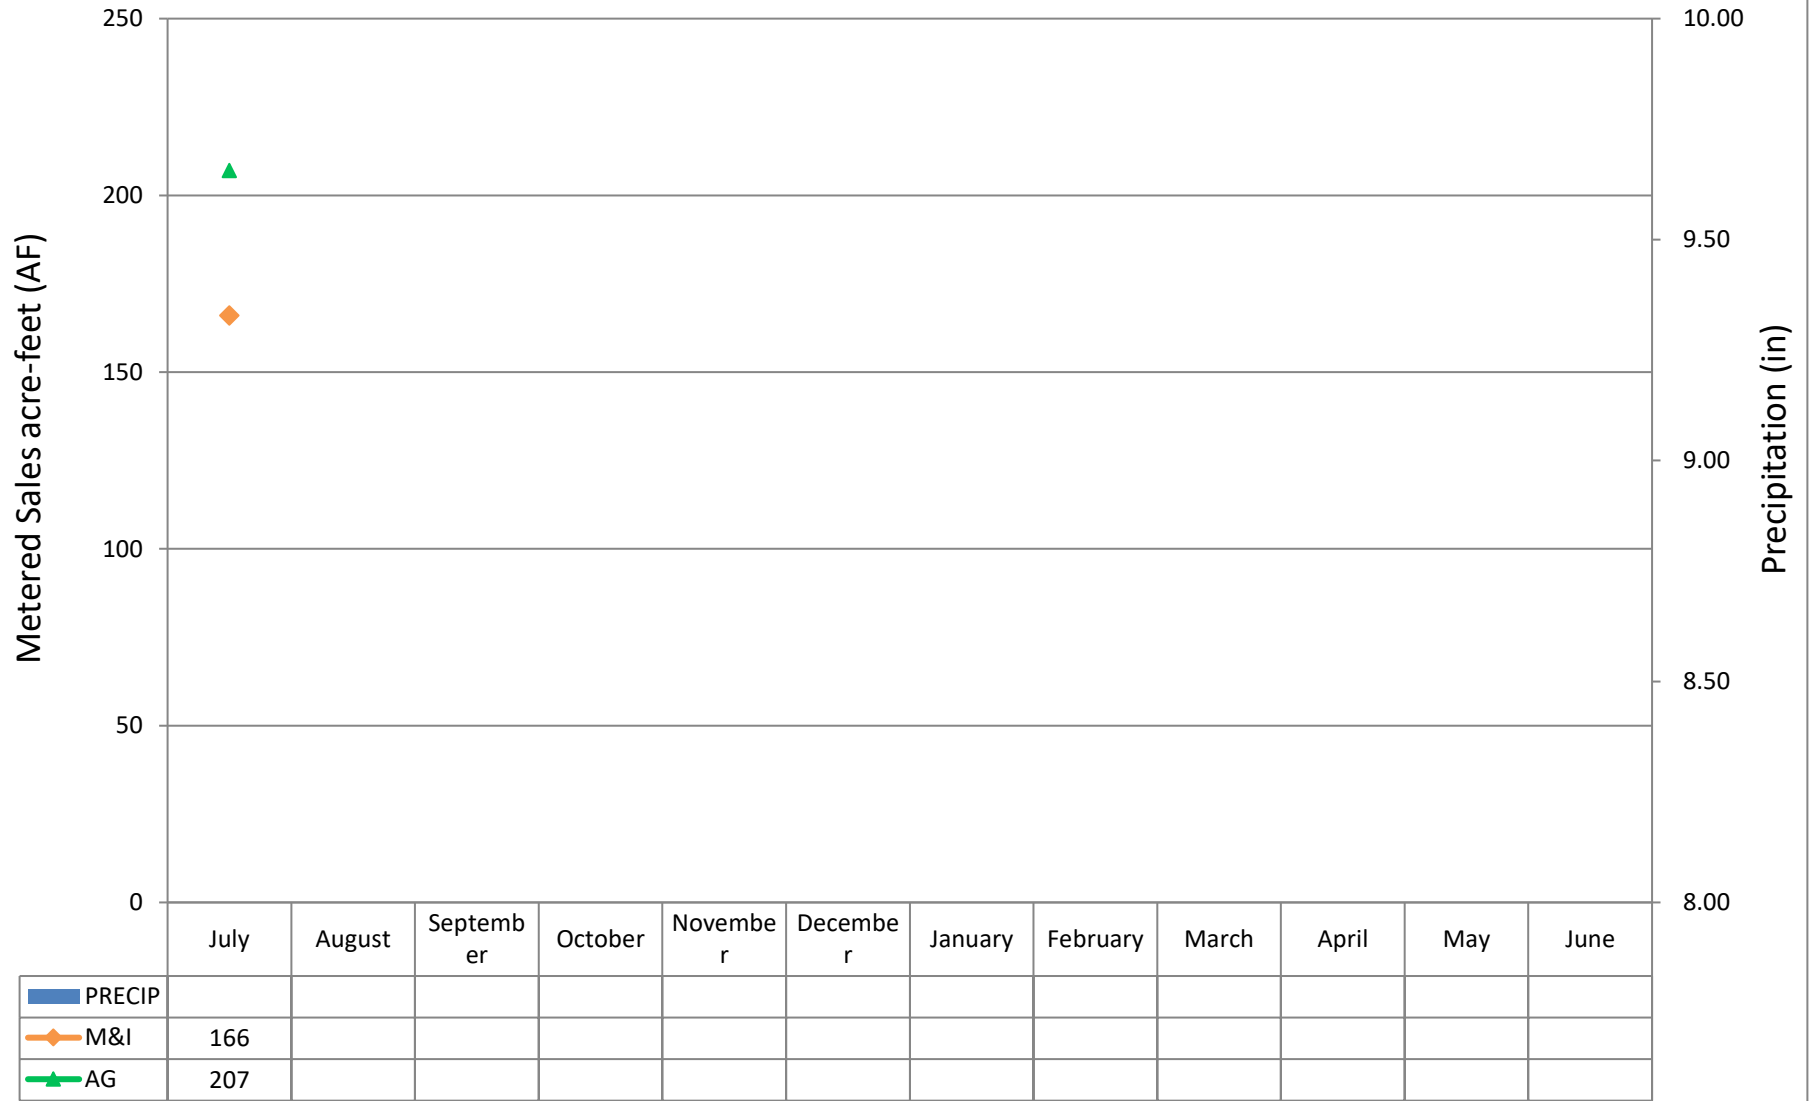 250
200
150
100
50
0
Metered Sales acre-feet (AF)
10.00
9.50
9.00
8.50
8.00
Precipitation (in)
July August Septemb
er October Novembe
r Decembe
r January February March April May June
PRECIP
M&I 166
AG 207